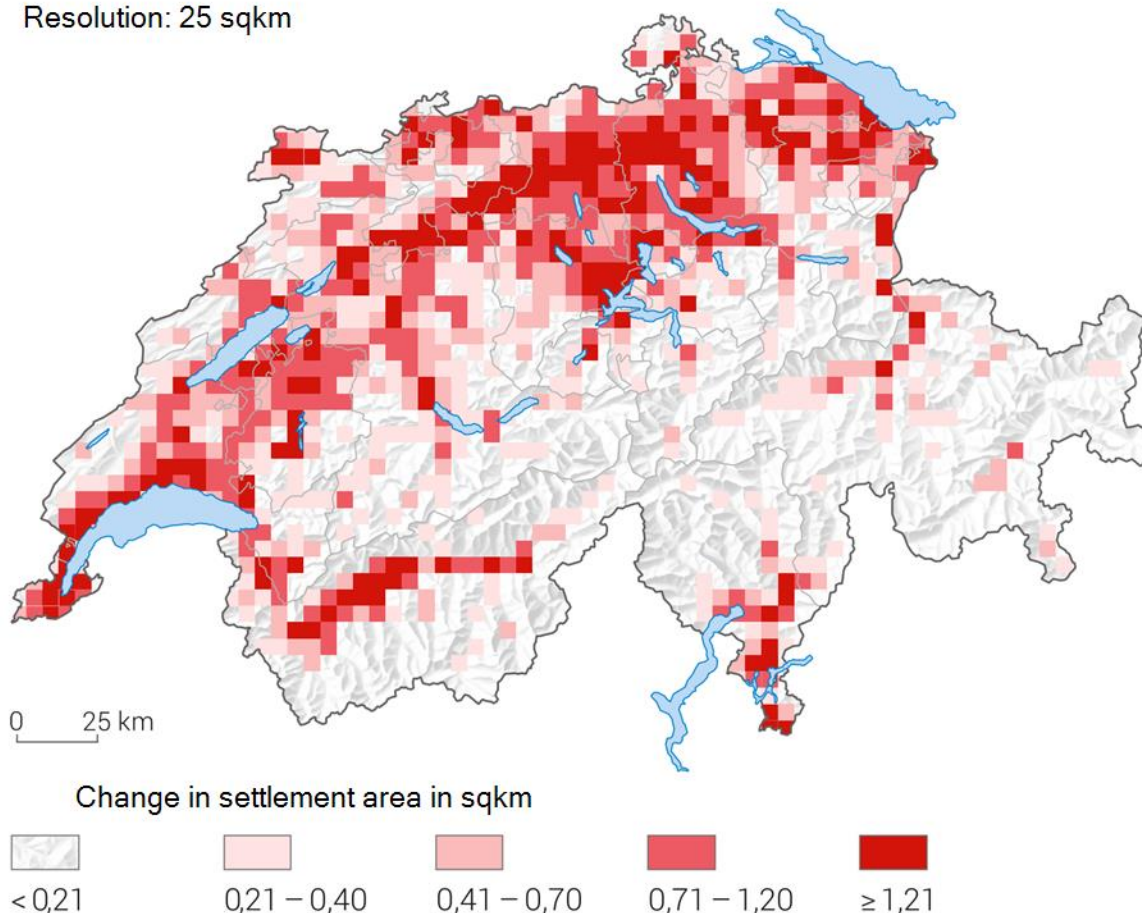 Resolution: 25 sqkm
0 25 km
Change in settlement area in sqkm
< 0,21 0,21 – 0,40 0,41 – 0,70 0,71 – 1,20 ≥ 1,21